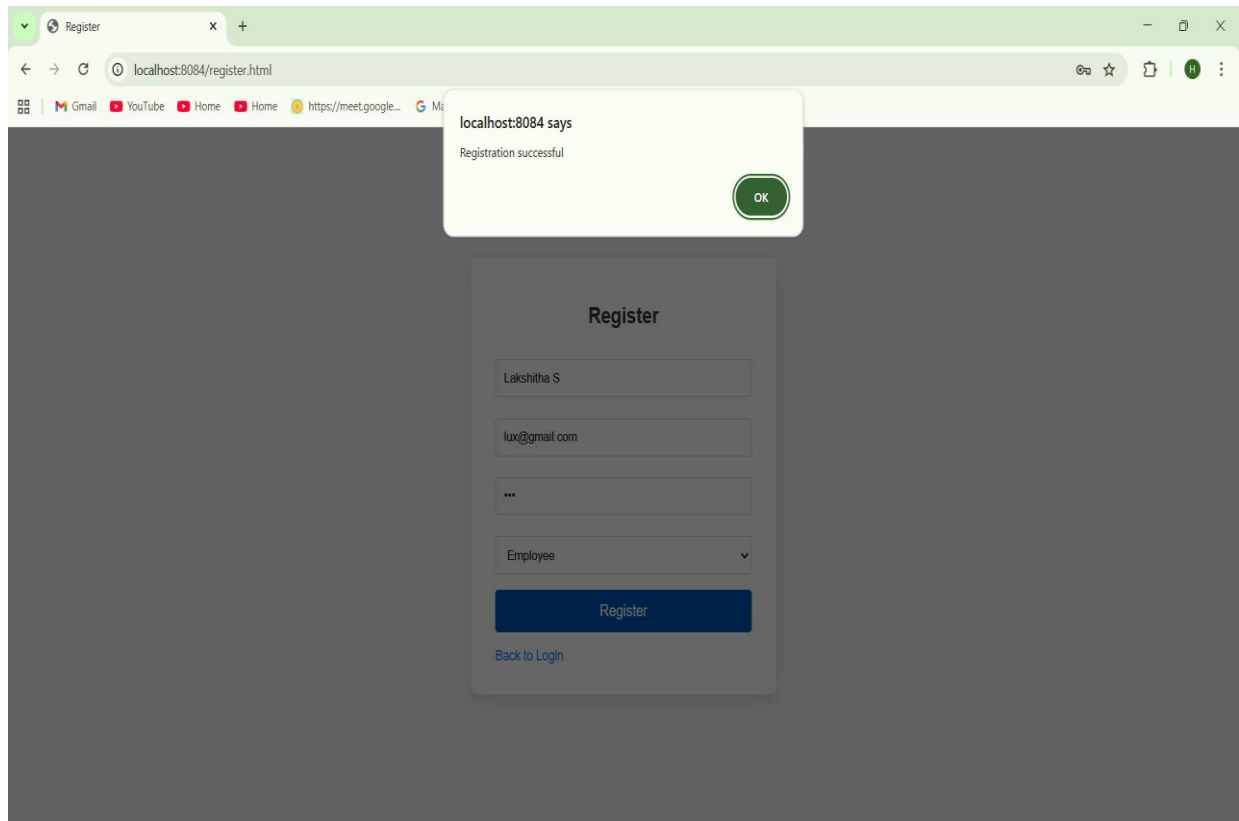 Register
localhost:8084/register.html
H
Gmail YouTube Home Home https://meet.google... G Ma
localhost:8084 says
Registration successful
OK
Register
Lakshitha S
lux@gmail.com
•••
Employee
Register
Back to Login